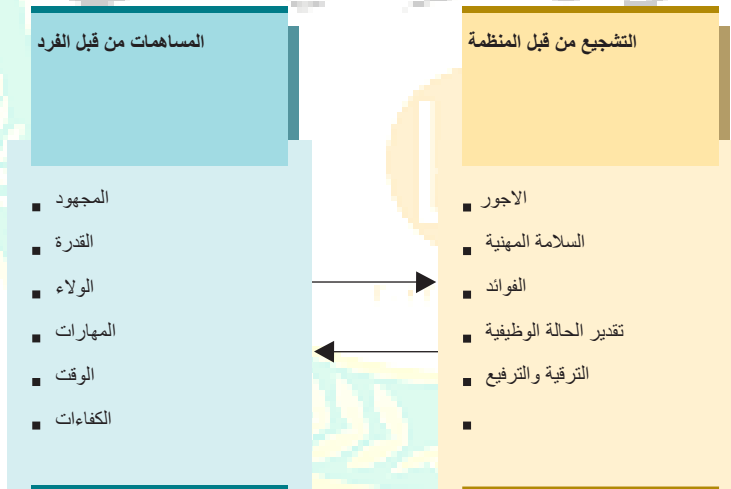 التشجيع من قبل المنظمة
الاجور
السلامة المهنية
الفوائد
تقدير الحالة الوظيفية
الترقية والترفيع
المساهمات من قبل الفرد
المجهود
القدرة
الولاء
المهارات
الوقت
الكفاءات